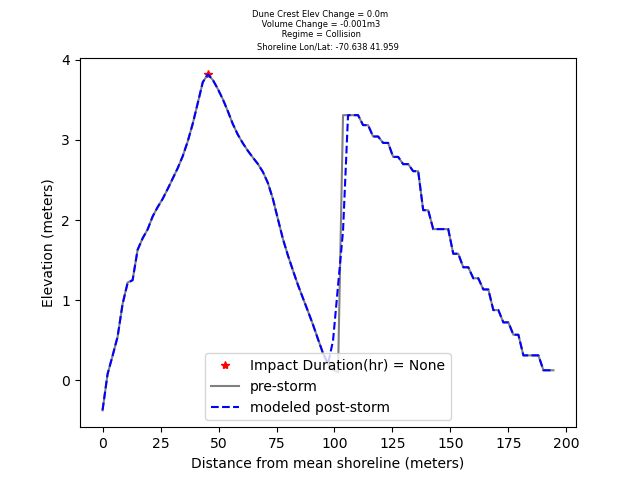 Dune Crest Elev Change = 0.0m
Volume Change = -0.001m3
Regime = Collision
Shoreline Lon/Lat: -70.638 41.959
4
3
2
1
0
Elevation (meters)
Impact Duration(hr) = None
pre-storm
modeled post-storm
0 25 50 75 100 125 150 175 200
Distance from mean shoreline (meters)